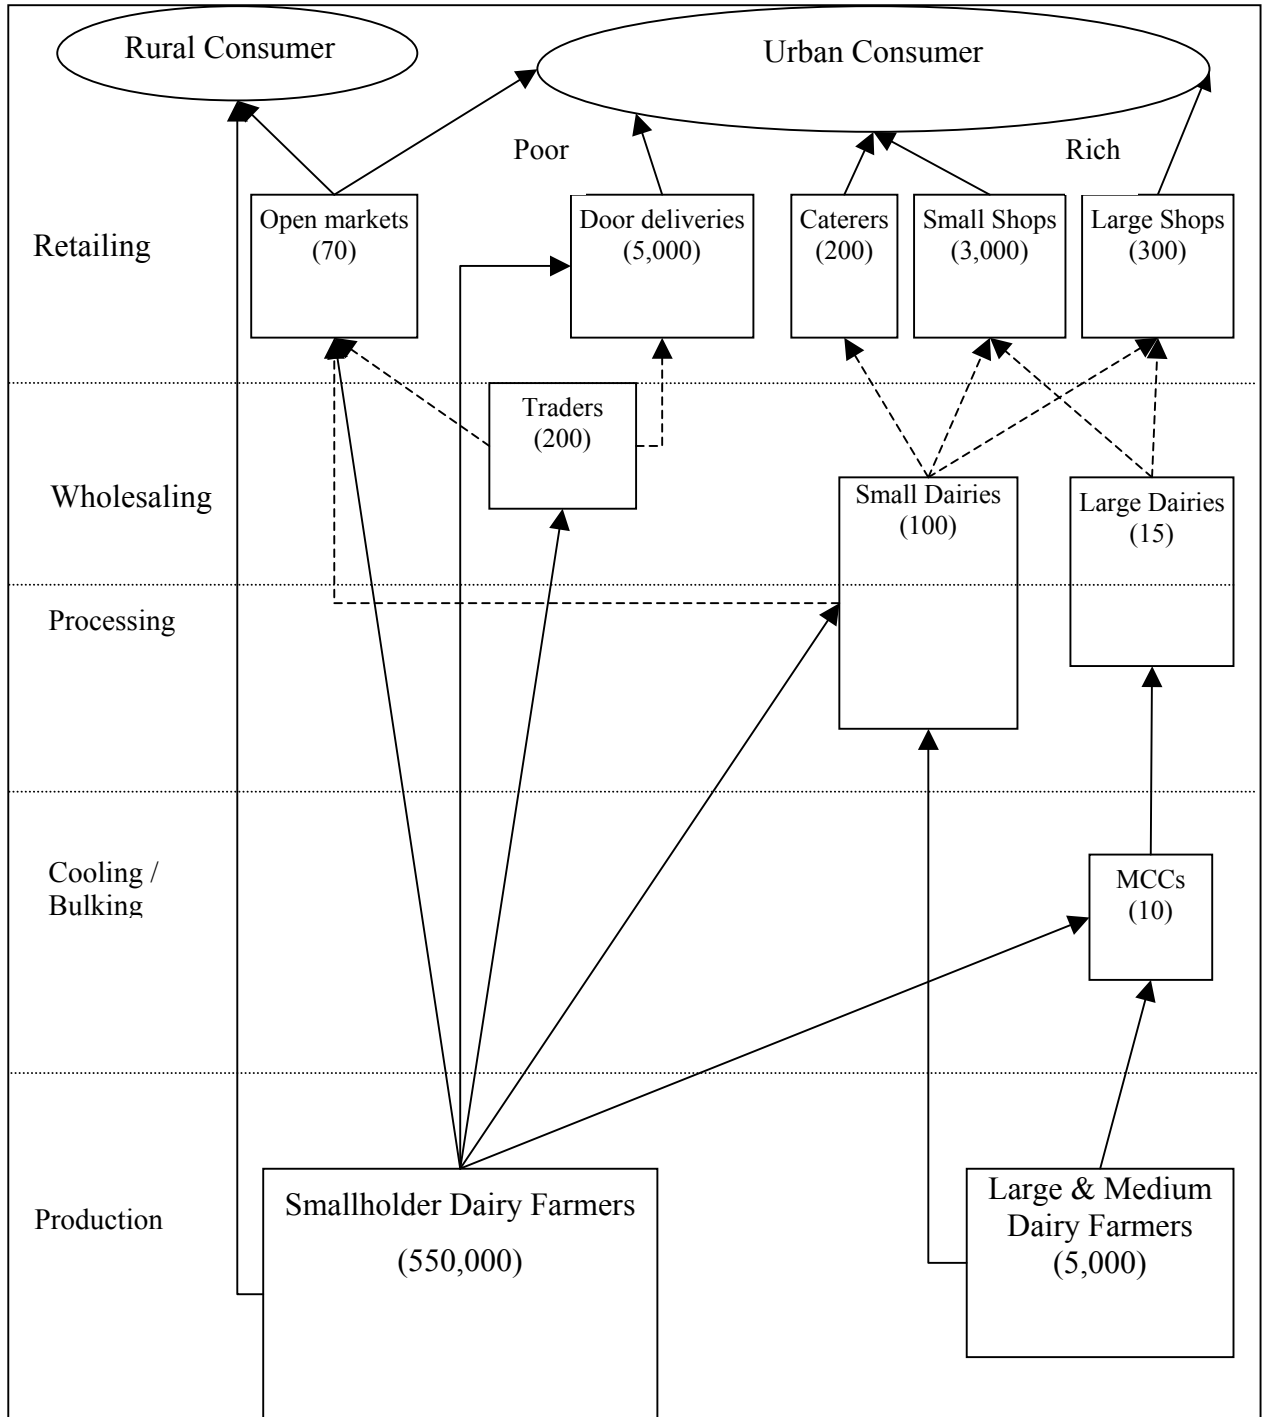 Rural Consumer
Urban Consumer
Poor
Rich
Retailing
Open markets
(70)
Door deliveries
(5,000)
Caterers
(200)
Small Shops
(3,000)
Large Shops
(300)
Wholesaling
Traders
(200)
Small Dairies
(100)
Large Dairies
(15)
Processing
Cooling /
Bulking
MCCs
(10)
Production
Smallholder Dairy Farmers
(550,000)
Large & Medium
Dairy Farmers
(5,000)